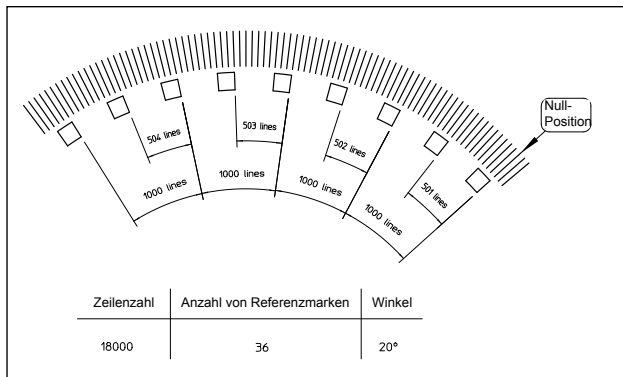 Null-
Position
504 lines
503 lines
502 lines
501 lines
1000 lines
1000 lines
1000 lines
1000 lines
Zeilenzahl Anzahl von Referenzmarken Winkel
18000 36 20°